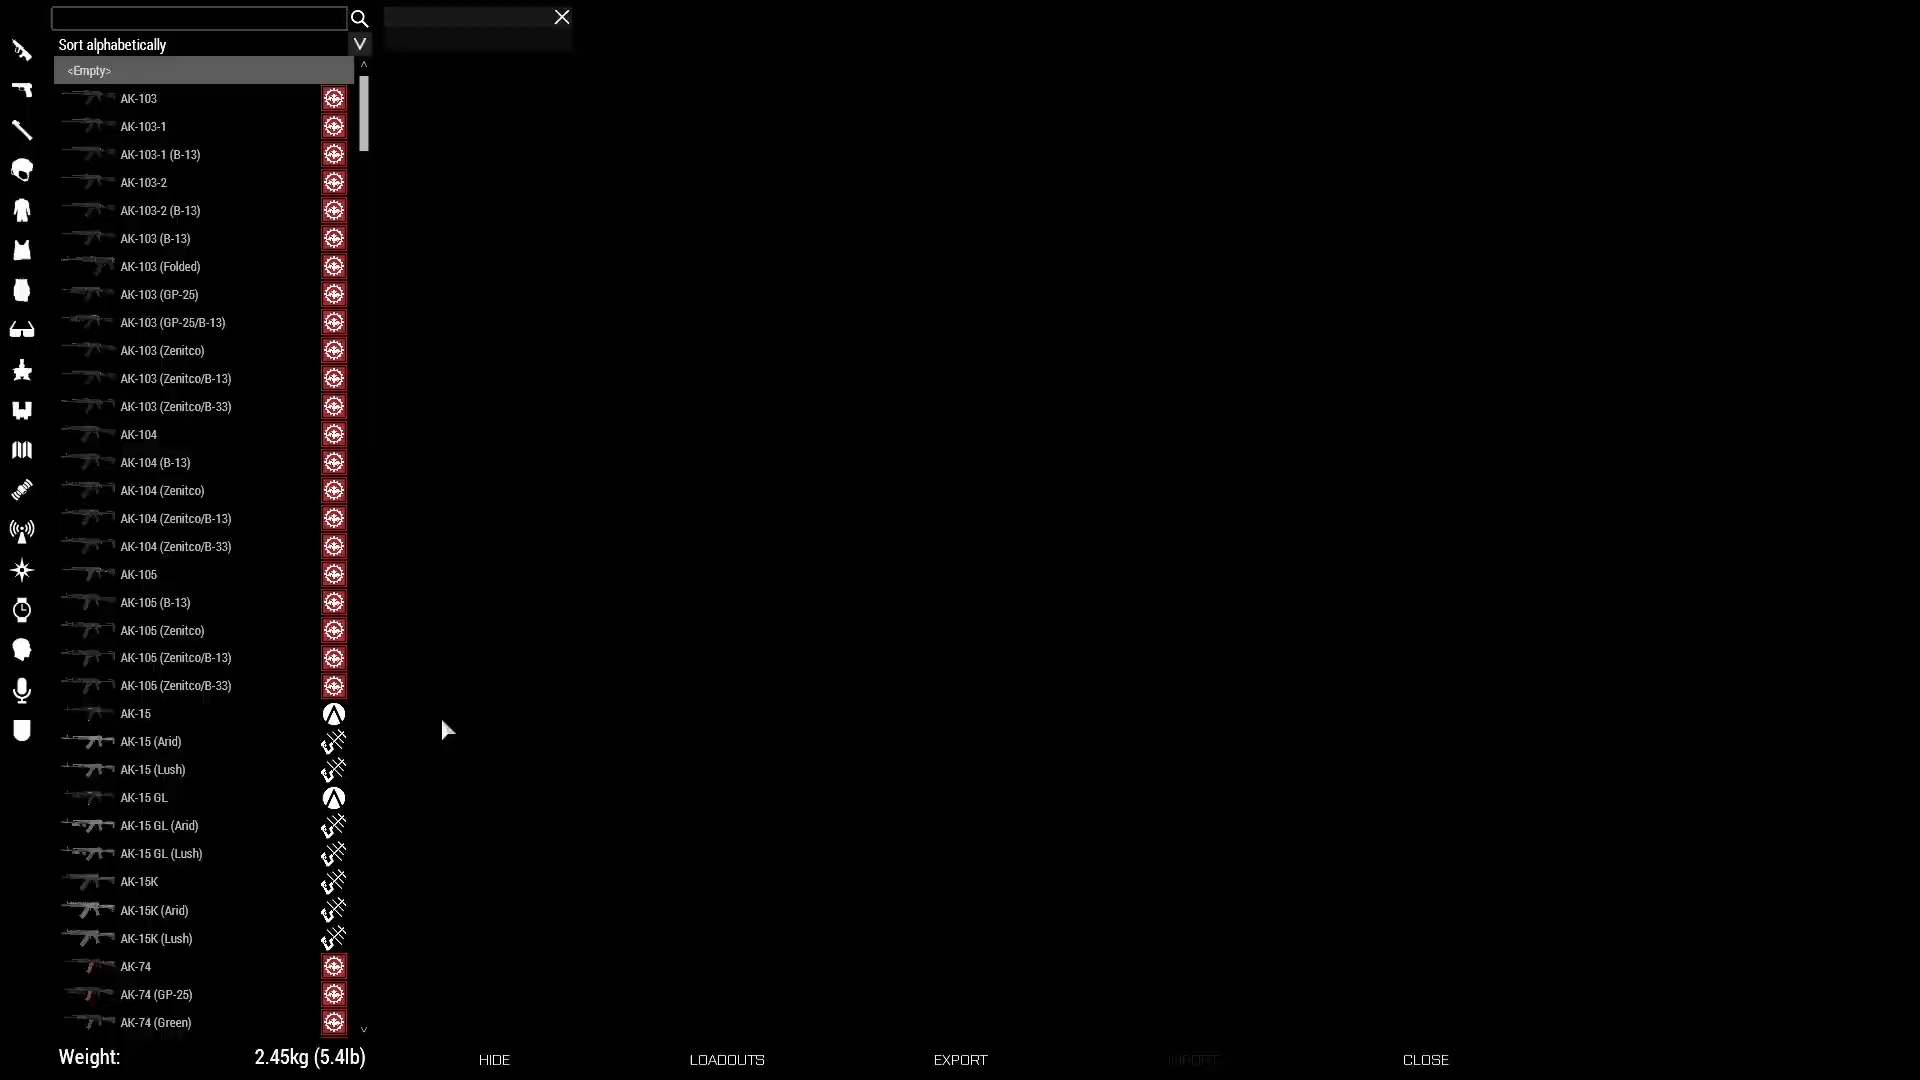 Sort alphabetically
<Empty>
AK-103
AK-103-1
AK-103-1 (B-13)
AK-103-2
AK-103-2 (B-13)
AK-103 (B-13)
AK-103 (Folded)
AK-103 (GP-25)
AK-103 (GP-25/B-13)
AK-103 (Zenitco)
AK-103 (Zenitco/B-13)
AK-103 (Zenitco/B-33)
AK-104
AK-104 (B-13)
AK-104 (Zenitco)
AK-104 (Zenitco/B-13)
AK-104 (Zenitco/B-33)
AK-105
AK-105 (B-13)
AK-105 (Zenitco)
AK-105 (Zenitco/B-13)
AK-105 (Zenitco/B-33)
AK-15
AK-15 (Arid)
AK-15 (Lush)
AK-15 GL
AK-15 GL (Arid)
AK-15 GL (Lush)
AK-15K
AK-15K (Arid)
AK-15K (Lush)
AK-74
AK-74 (GP-25)
AK-74 (Green)
Weight: 2.45kg (5.4lb)
HIDE LOADOUTS EXPORT IMPORT CLOSE